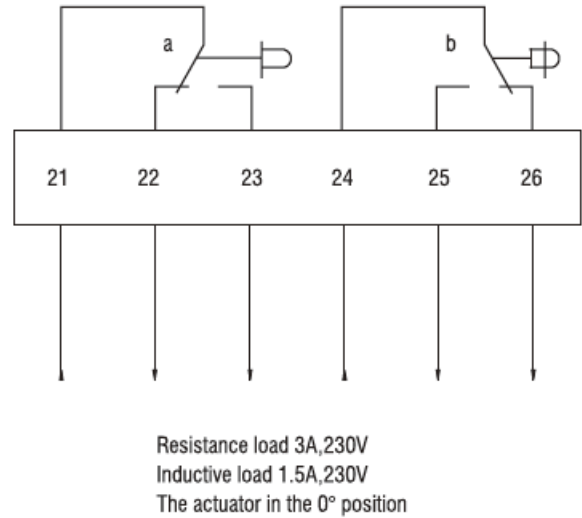 a b
21 22 23 24 25 26
Resistance load 3A,230V
Inductive load 1.5A,230V
The actuator in the 0° position